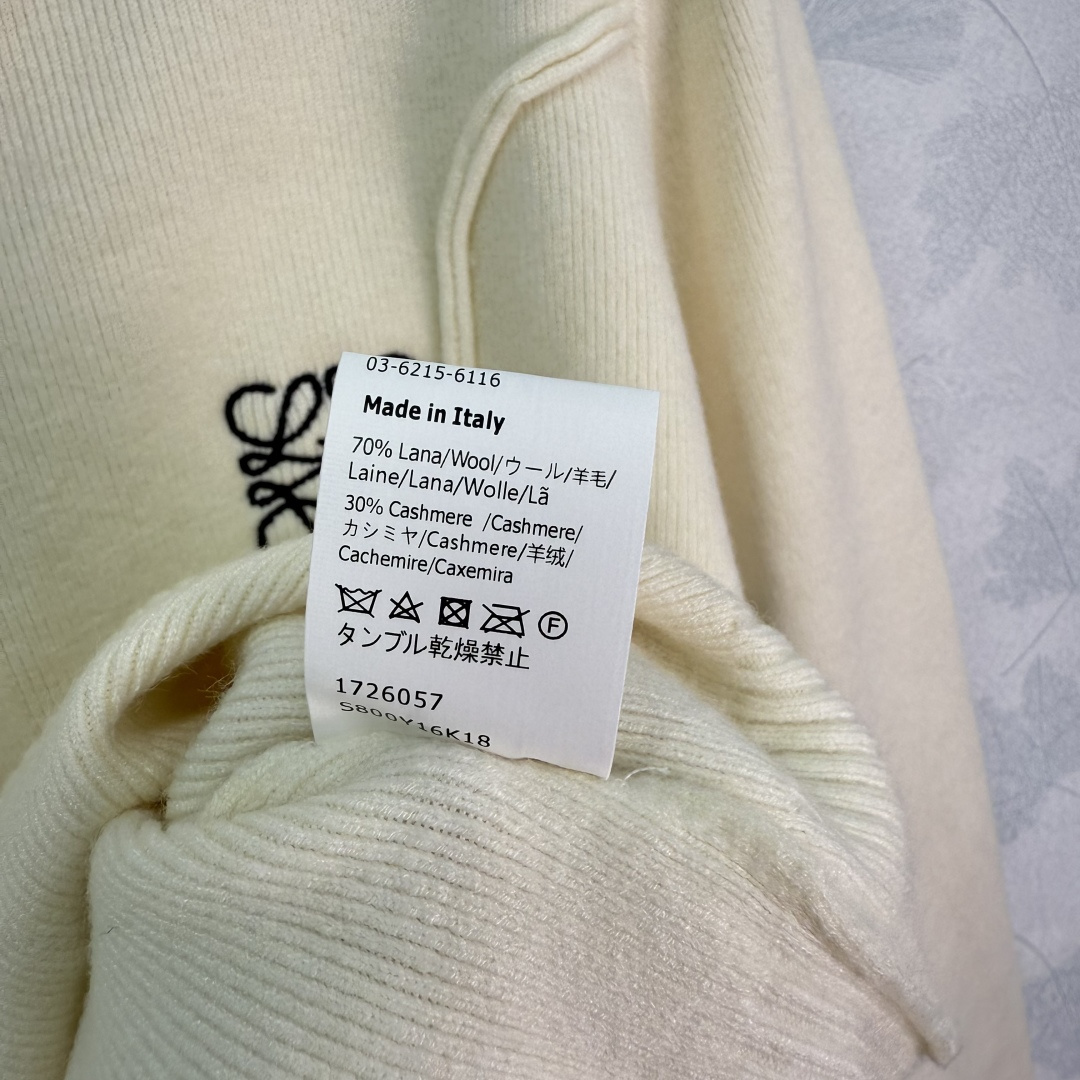 03-6215-6116
Made in Italy
70% Lana/Wool/ウール/羊毛/
Laine/Lana/Wolle/Lã
30% Cashmere /Cashmere/
カシミヤ/Cashmere/羊绒/
Cachemire/Caxemira
F
タンブル乾燥禁止
1726057
S800Y16K18